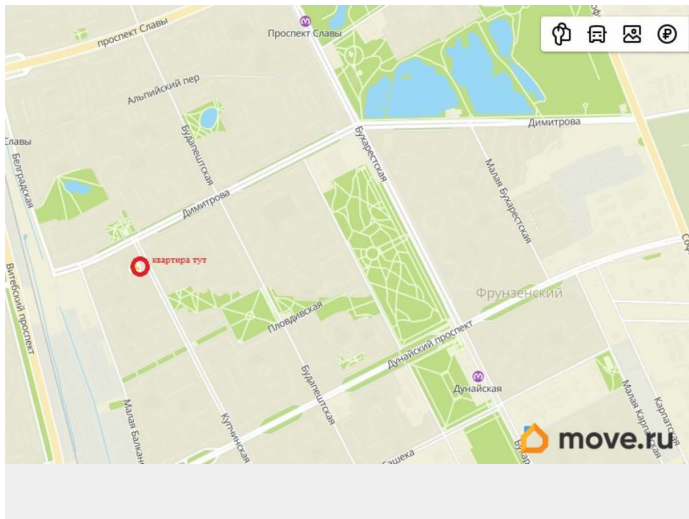 проспект Славы
Проспект Славы
Альпийский пер
Димитрова
Славы
Белградская
Будапештская
Бухарестская
Малая Бухарестская
Димитрова
Витебский проспект
квартира тут
Фрунзенский
Пловдивская
Дунайский проспект
Дунайская
Будапештская
Купчинская
Малая Балкан
Малая Карпатская
Карпатская
move.ru